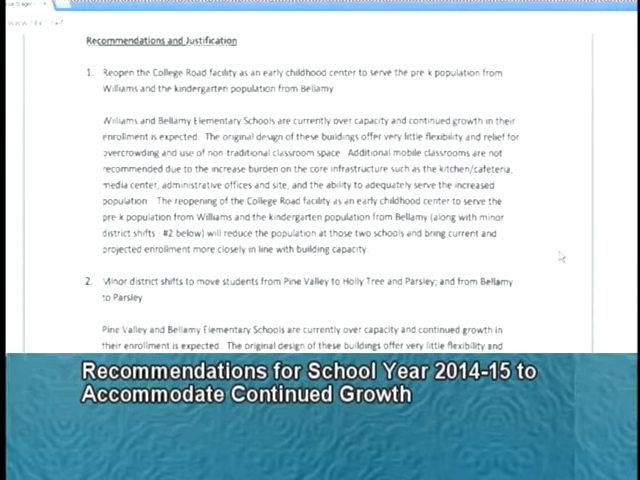 Recommendations and Justification
1. Reopen the College Road facility as an early childhood center to serve the pre-k population from
Williams and the kindergarten population from Bellamy.
Williams and Bellamy Elementary Schools are currently over capacity and continued growth in their
enrollment is expected. The original design of these buildings offer very little flexibility and relief for
overcrowding and use of non traditional classroom space. Additional mobile classrooms are not
recommended due to the increase burden on the core infrastructure such as the kitchen/cafeteria,
media center, administrative offices and site, and the ability to adequately serve the increased
population. The reopening of the College Road facility as an early childhood center to serve the
pre-k population from Williams and the kindergarten population from Bellamy (along with minor
district shifts - #2 below) will reduce the population at those two schools and bring current and
projected enrollment more closely in line with building capacity.
2. Minor district shifts to move students from Pine Valley to Holly Tree and Parsley; and from Bellamy
to Parsley
Pine Valley and Bellamy Elementary Schools are currently over capacity and continued growth in
their enrollment is expected. The original design of these buildings offer very little flexibility and
Recommendations for School Year 2014-15 to
Accommodate Continued Growth